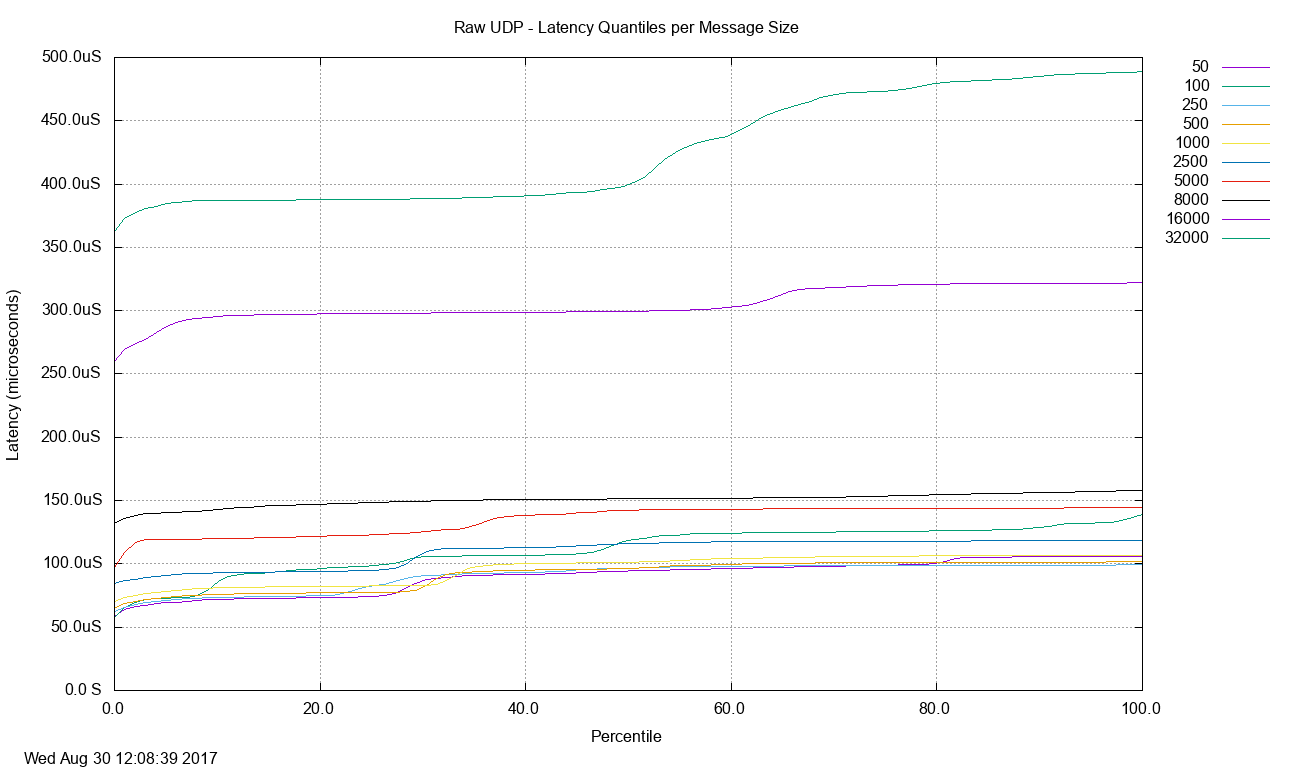 Raw UDP - Latency Quantiles per Message Size
500.0uS
450.0uS
400.0uS
350.0uS
300.0uS
250.0uS
200.0uS
150.0uS
100.0uS
50.0uS
0.0 S
Latency (microseconds)
0.0 20.0 40.0 60.0 80.0 100.0
Percentile
50
100
250
500
1000
2500
5000
8000
16000
32000
Wed Aug 30 12:08:39 2017